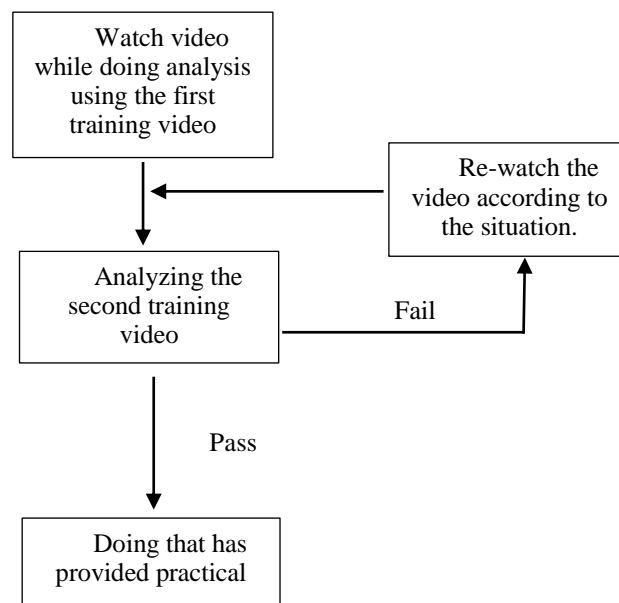 Watch video
while doing analysis
using the first
training video
Re-watch the
video according to
the situation.
Analyzing the
second training
video
Fail
Pass
Doing that has
provided practical